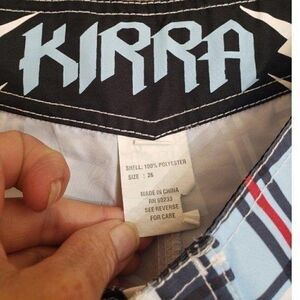 KIRRA
SHELL: 100% POLYESTER
SIZE : 26
MADE IN CHINA
RN 93233
SEE REVERSE
FOR CARE